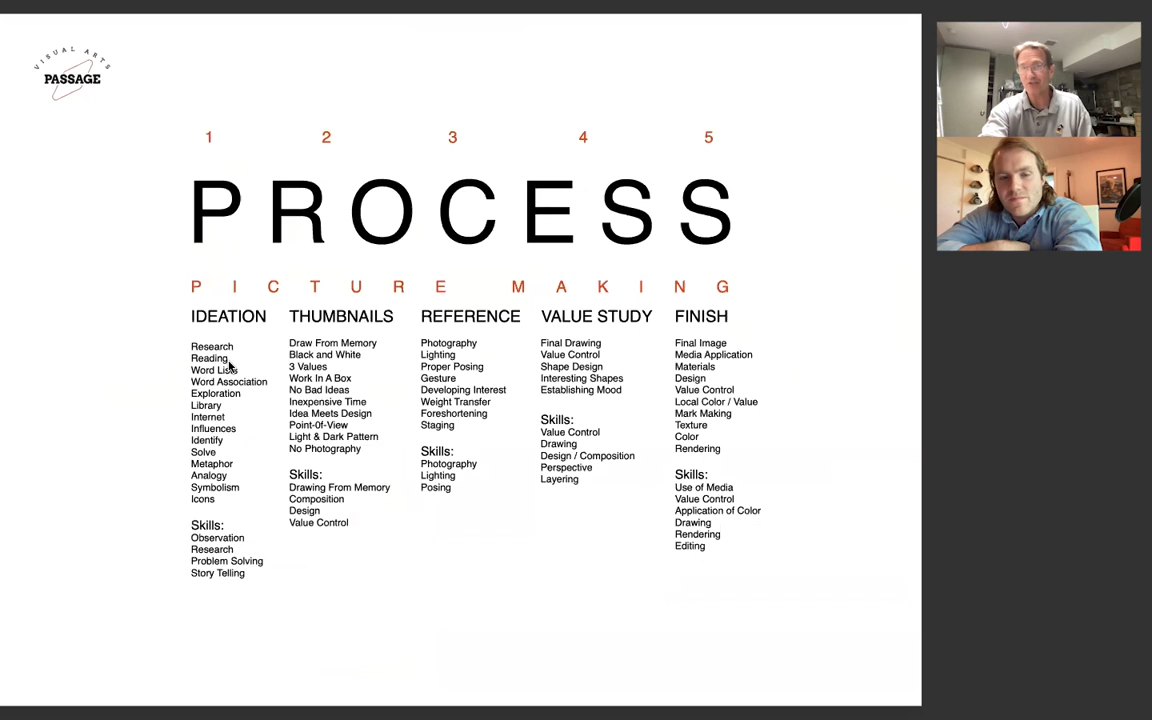 VISUAL ARTS
PASSAGE
1 2 3 4 5
PROCESS
PICTURE MAKING
IDEATION
Research
Reading
Word Lists
Word Association
Exploration
Library
Internet
Influences
Identify
Solve
Metaphor
Analogy
Symbolism
Icons
Skills:
Observation
Research
Problem Solving
Story Telling
THUMBNAILS
Draw From Memory
Black and White
3 Values
Work In A Box
No Bad Ideas
Inexpensive Time
Idea Meets Design
Point-0f-View
Light & Dark Pattern
No Photography
Skills:
Drawing From Memory
Composition
Design
Value Control
REFERENCE
Photography
Lighting
Proper Posing
Gesture
Developing Interest
Weight Transfer
Foreshortening
Staging
Skills:
Photography
Lighting
Posing
VALUE STUDY
Final Drawing
Value Control
Shape Design
Interesting Shapes
Establishing Mood
Skills:
Value Control
Drawing
Design / Composition
Perspective
Layering
FINISH
Final Image
Media Application
Materials
Design
Value Control
Local Color / Value
Mark Making
Texture
Color
Rendering
Skills:
Use of Media
Value Control
Application of Color
Drawing
Rendering
Editing